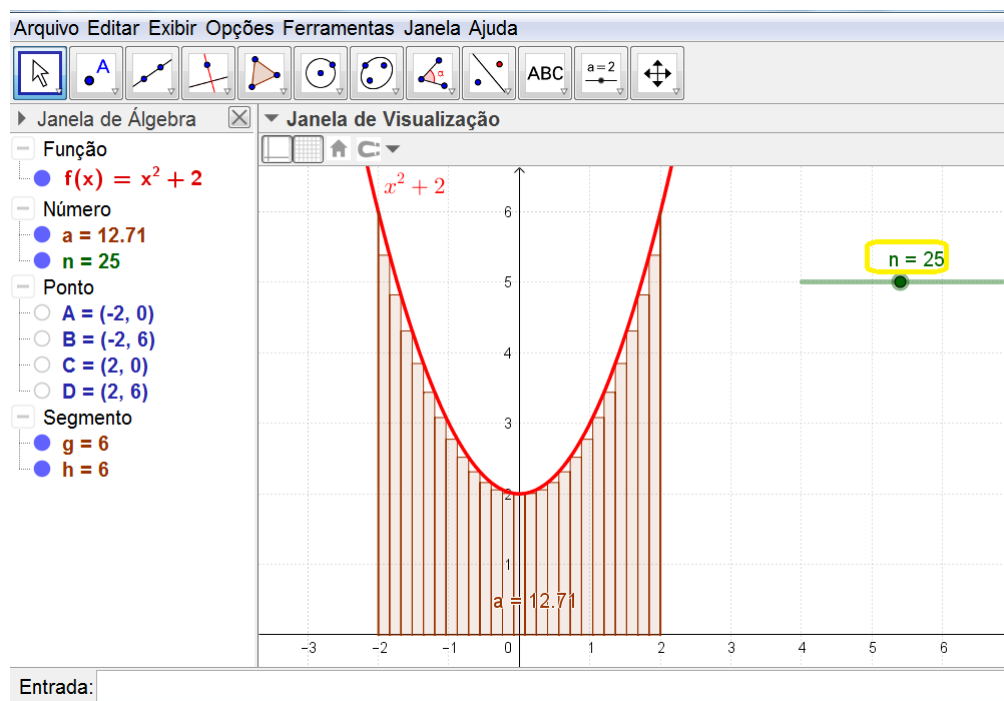 Arquivo Editar Exibir Opções Ferramentas Janela Ajuda
A α ABC a=2
Janela de Álgebra
Janela de Visualização
Função
f(x) = x² + 2
Número
a = 12.71
n = 25
Ponto
A = (-2, 0)
B = (-2, 6)
C = (2, 0)
D = (2, 6)
Segmento
g = 6
h = 6
x² + 2
n = 25
6
5
4
3
2
1
a = 12.71
−3 −2 −1 0 1 2 3 4 5 6
Entrada: